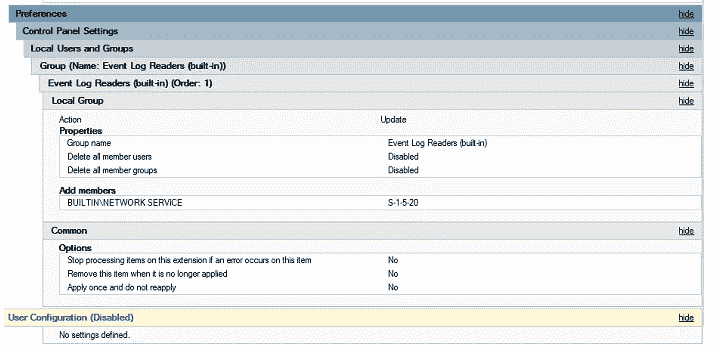 Preferences hide
Control Panel Settings hide
Local Users and Groups hide
Group (Name: Event Log Readers (built-in)) hide
Event Log Readers (built-in) (Order: 1) hide
Local Group hide
Action Update
Properties
Group name Event Log Readers (built-in)
Delete all member users Disabled
Delete all member groups Disabled
Add members
BUILTIN\NETWORK SERVICE S-1-5-20
Common hide
Options
Stop processing items on this extension if an error occurs on this item No
Remove this item when it is no longer applied No
Apply once and do not reapply No
User Configuration (Disabled) hide
No settings defined.